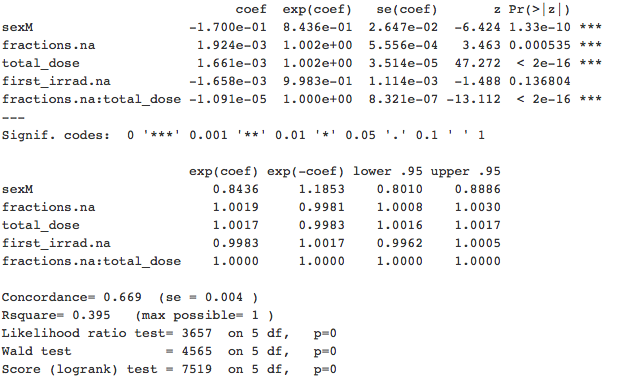 coef exp(coef) se(coef) z Pr(>|z|)
sexM -1.700e-01 8.436e-01 2.647e-02 -6.424 1.33e-10 ***
fractions.na 1.924e-03 1.002e+00 5.556e-04 3.463 0.000535 ***
total_dose 1.661e-03 1.002e+00 3.514e-05 47.272 < 2e-16 ***
first_irrad.na -1.658e-03 9.983e-01 1.114e-03 -1.488 0.136804
fractions.na:total_dose -1.091e-05 1.000e+00 8.321e-07 -13.112 < 2e-16 ***
---
Signif. codes: 0 '***' 0.001 '**' 0.01 '*' 0.05 '.' 0.1 ' ' 1
exp(coef) exp(-coef) lower .95 upper .95
sexM 0.8436 1.1853 0.8010 0.8886
fractions.na 1.0019 0.9981 1.0008 1.0030
total_dose 1.0017 0.9983 1.0016 1.0017
first_irrad.na 0.9983 1.0017 0.9962 1.0005
fractions.na:total_dose 1.0000 1.0000 1.0000 1.0000
Concordance= 0.669 (se = 0.004 )
Rsquare= 0.395 (max possible= 1 )
Likelihood ratio test= 3657 on 5 df, p=0
Wald test = 4565 on 5 df, p=0
Score (logrank) test = 7519 on 5 df, p=0